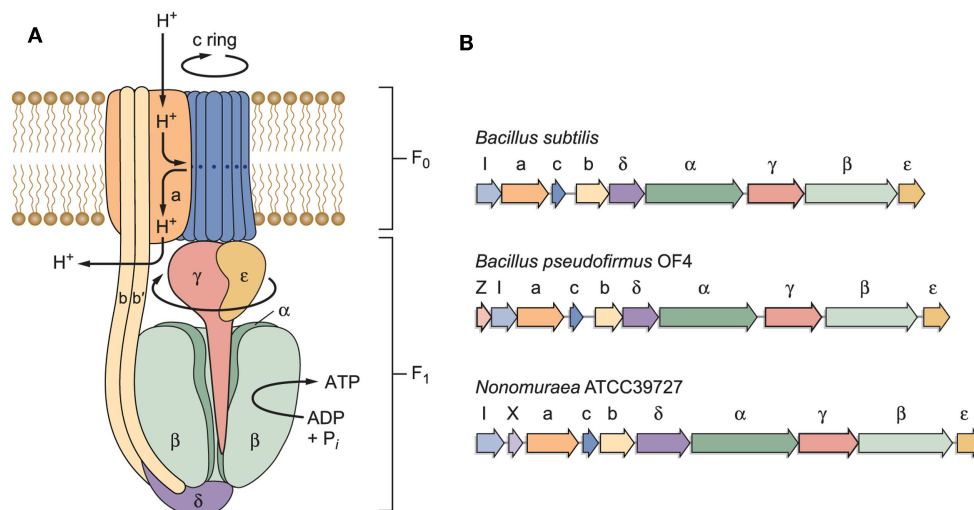 A
H+
c ring
H+
a
H+
H+
F0
b b′
γ
ε
α
β
β
ATP
ADP
+ Pi
δ
F1
B
Bacillus subtilis
I a c b δ α γ β ε
Bacillus pseudofirmus OF4
Z I a c b δ α γ β ε
Nonomuraea ATCC39727
I X a c b δ α γ β ε